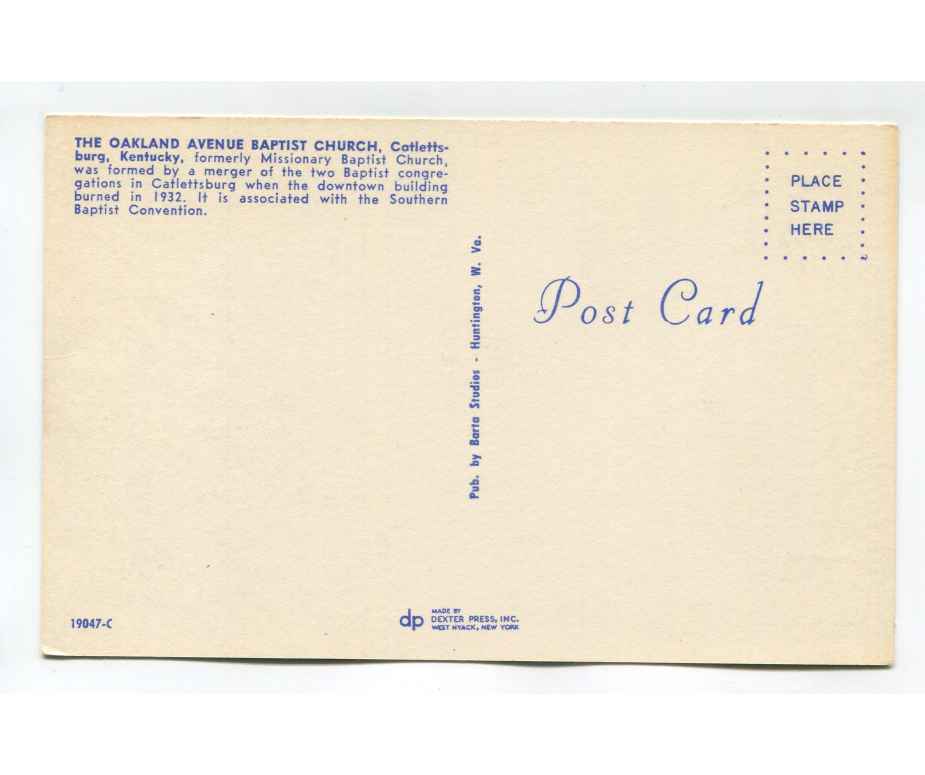 THE OAKLAND AVENUE BAPTIST CHURCH, Catletts-
burg, Kentucky, formerly Missionary Baptist Church,
was formed by a merger of the two Baptist congre-
gations in Catlettsburg when the downtown building
burned in 1932. It is associated with the Southern
Baptist Convention.
PLACE
STAMP
HERE
Post Card
Pub. by Barta Studios - Huntington, W. Va.
19047-C
dp
MADE BY
DEXTER PRESS, INC.
WEST NYACK, NEW YORK